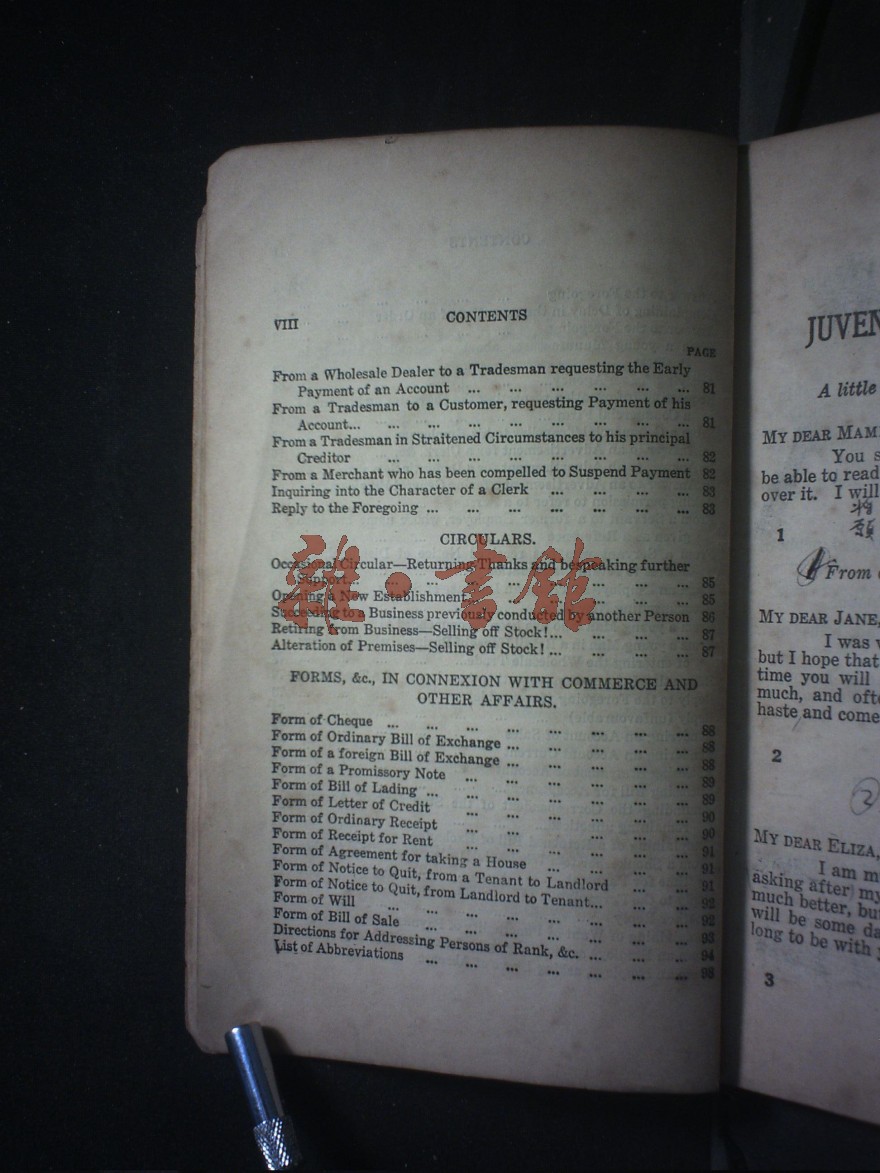 VIII CONTENTS
PAGE
From a Wholesale Dealer to a Tradesman requesting the Early
Payment of an Account ... ... ... ... ... ... 81
From a Tradesman to a Customer, requesting Payment of his
Account... ... ... ... ... ... ... ... ... 81
From a Tradesman in Straitened Circumstances to his principal
Creditor ... ... ... ... ... ... ... ... 82
From a Merchant who has been compelled to Suspend Payment 82
Inquiring into the Character of a Clerk ... ... ... ... 83
Reply to the Foregoing ... ... ... ... ... ... ... 83
CIRCULARS.
Occasional Circular—Returning Thanks and bespeaking further
Support... ... ... ... ... ... ... ... ... 85
Opening a New Establishment... ... ... ... ... ... 85
Succeeding to a Business previously conducted by another Person 86
Retiring from Business—Selling off Stock!... ... ... ... 87
Alteration of Premises—Selling off Stock! ... ... ... ... 87
雜·書館
FORMS, &c., IN CONNEXION WITH COMMERCE AND
OTHER AFFAIRS.
Form of Cheque ... ... ... ... ... ... ... ... 88
Form of Ordinary Bill of Exchange ... ... ... ... ... 88
Form of a foreign Bill of Exchange ... ... ... ... ... 88
Form of a Promissory Note ... ... ... ... ... ... 89
Form of Bill of Lading ... ... ... ... ... ... ... 89
Form of Letter of Credit ... ... ... ... ... ... 90
Form of Ordinary Receipt ... ... ... ... ... 90
Form of Receipt for Rent ... ... ... ... ... ... 91
Form of Agreement for taking a House ... ... ... ... 91
Form of Notice to Quit, from a Tenant to Landlord ... ... 91
Form of Notice to Quit, from Landlord to Tenant... ... ... 92
Form of Will ... ... ... ... ... ... ... ... 92
Form of Bill of Sale ... ... ... ... ... ... ... 93
Directions for Addressing Persons of Rank, &c. ... ... ... 94
List of Abbreviations ... ... ... ... ... ... ... 98
JUVEN
A little
MY DEAR MAM
You s
be able to read
over it. I will
1
From
MY DEAR JANE,
I was v
but I hope that
time you will
much, and ofte
haste and come
2
MY DEAR ELIZA,
I am m
asking after my
much better, but
will be some da
long to be with
3